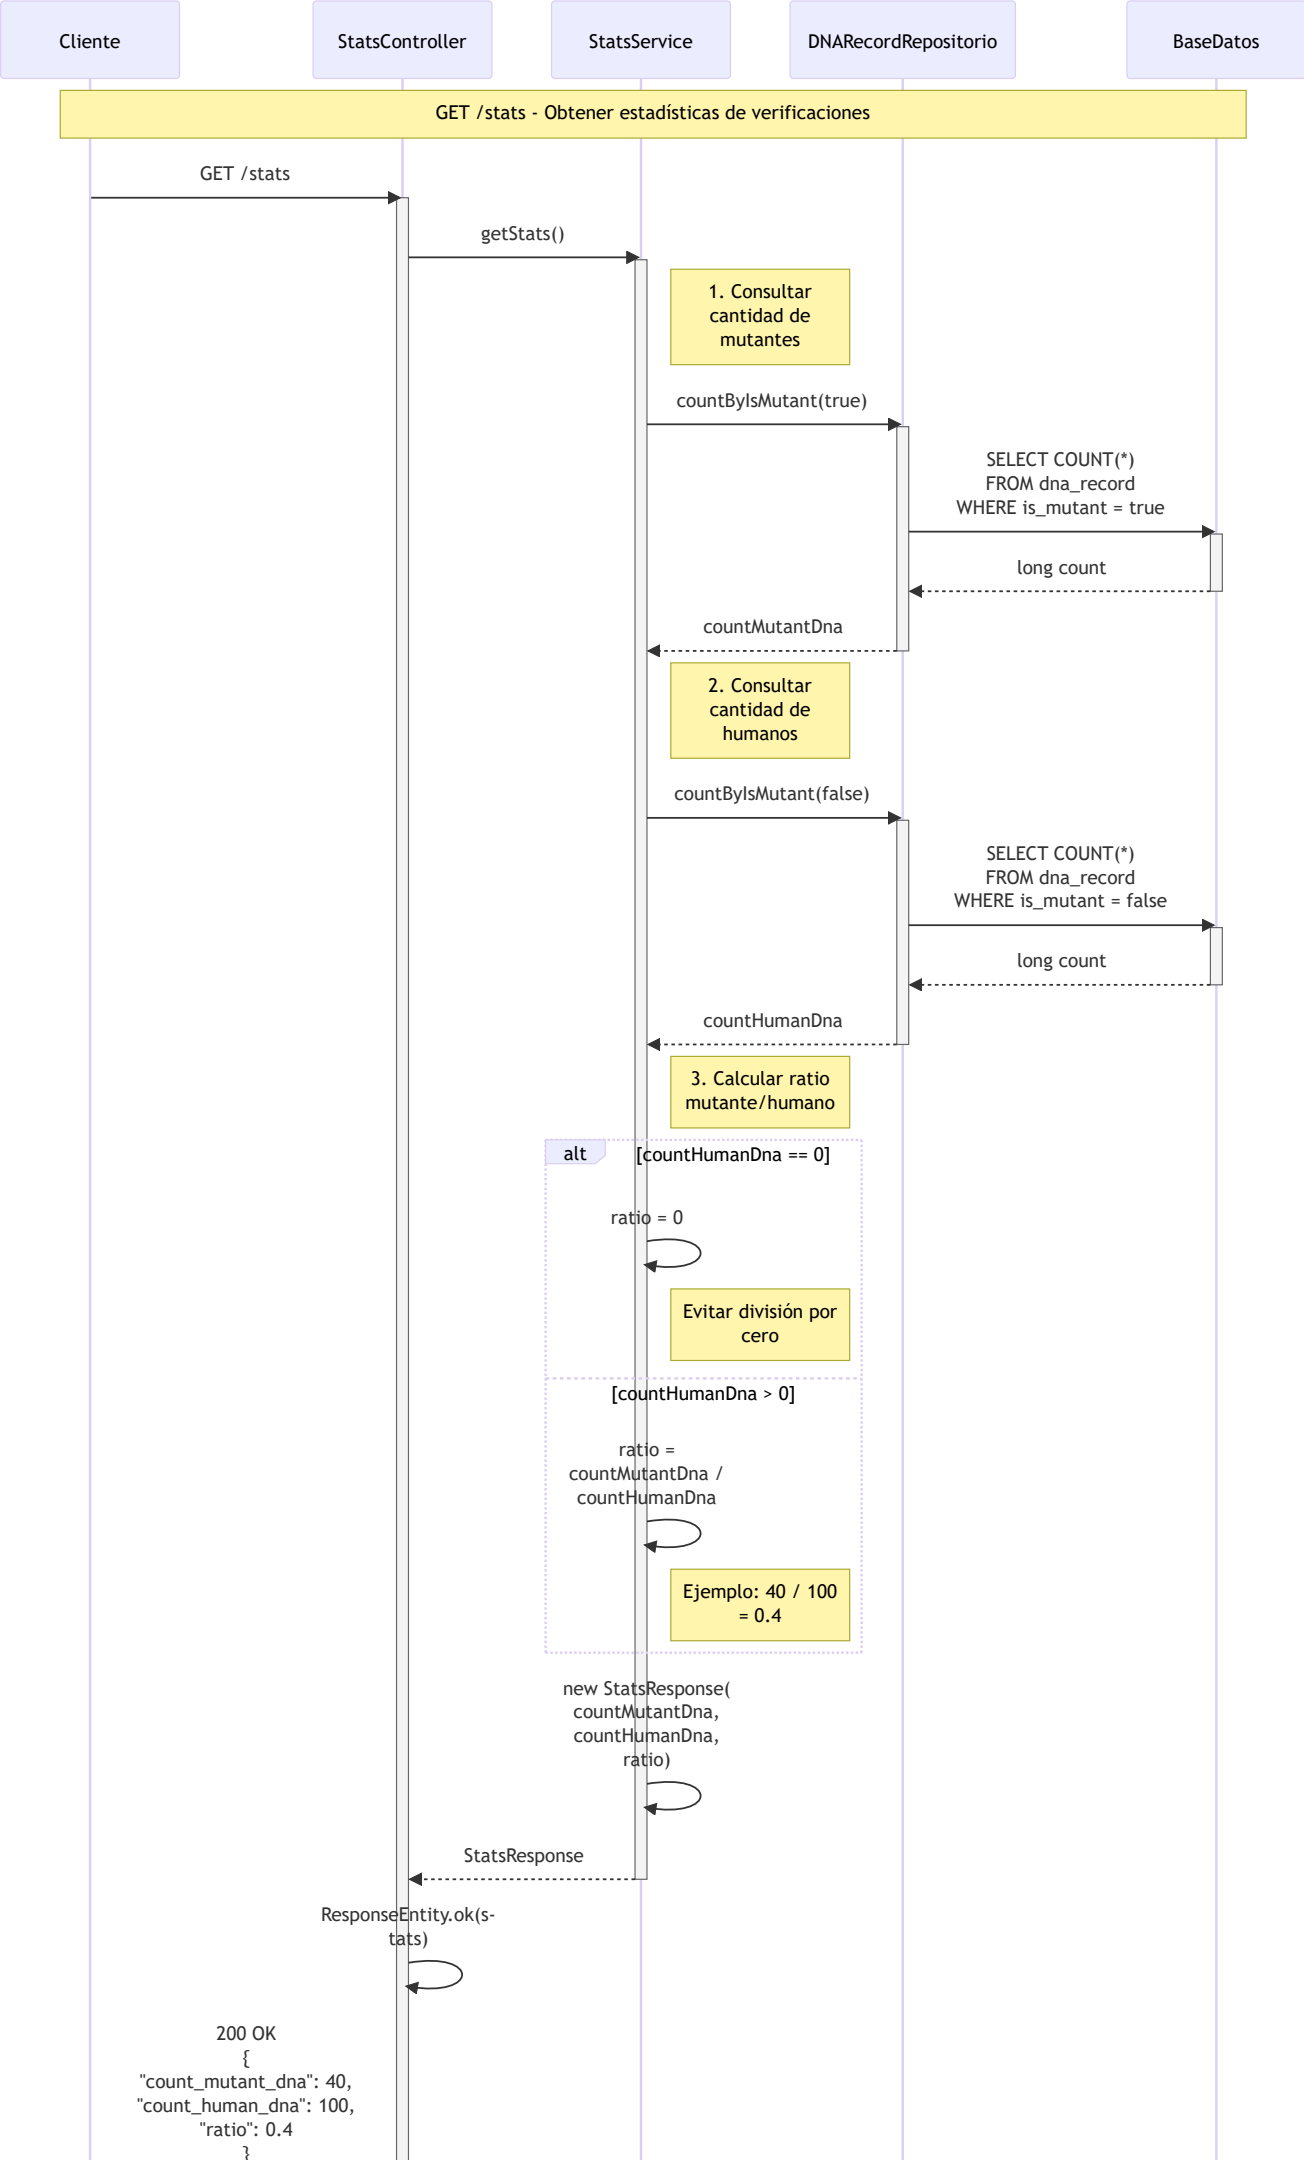 Cliente
StatsController
StatsService
DNARecordRepositorio
BaseDatos
GET /stats - Obtener estadísticas de verificaciones
GET /stats
getStats()
1. Consultar
cantidad de
mutantes
countByIsMutant(true)
SELECT COUNT(*)
FROM dna_record
WHERE is_mutant = true
long count
countMutantDna
2. Consultar
cantidad de
humanos
countByIsMutant(false)
SELECT COUNT(*)
FROM dna_record
WHERE is_mutant = false
long count
countHumanDna
3. Calcular ratio
mutante/humano
alt
[countHumanDna == 0]
ratio = 0
Evitar división por
cero
[countHumanDna > 0]
ratio =
countMutantDna /
countHumanDna
Ejemplo: 40 / 100
= 0.4
new StatsResponse(
countMutantDna,
countHumanDna,
ratio)
StatsResponse
ResponseEntity.ok(s-
tats)
200 OK
{
"count_mutant_dna": 40,
"count_human_dna": 100,
"ratio": 0.4
}